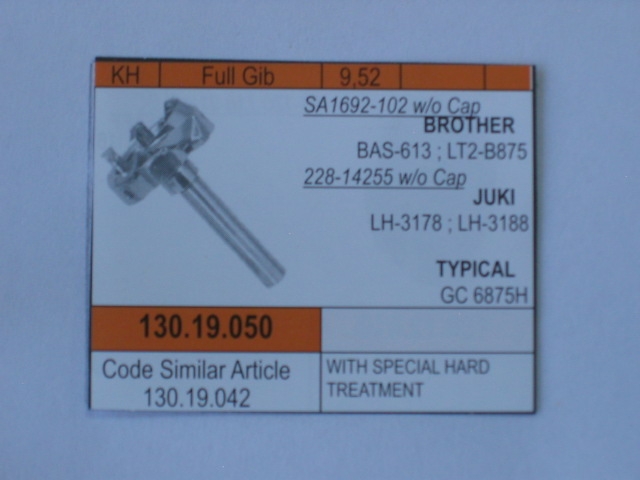 KH Full Gib 9,52
SA1692-102 w/o Cap
BROTHER
BAS-613 ; LT2-B875
228-14255 w/o Cap
JUKI
LH-3178 ; LH-3188
TYPICAL
GC 6875H
130.19.050
Code Similar Article
130.19.042
WITH SPECIAL HARD
TREATMENT